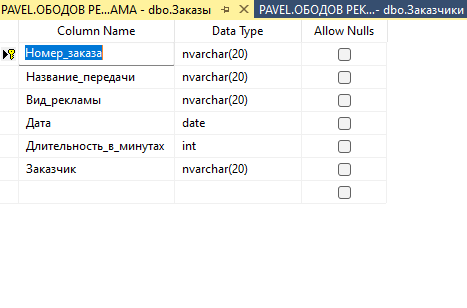 PAVEL.ОБОДОВ РЕ...АМА - dbo.Заказы PAVEL.ОБОДОВ РЕК...- dbo.Заказчики
Column Name Data Type Allow Nulls
Номер_заказа nvarchar(20)
Название_передачи nvarchar(20)
Вид_рекламы nvarchar(20)
Дата date
Длительность_в_минутах int
Заказчик nvarchar(20)